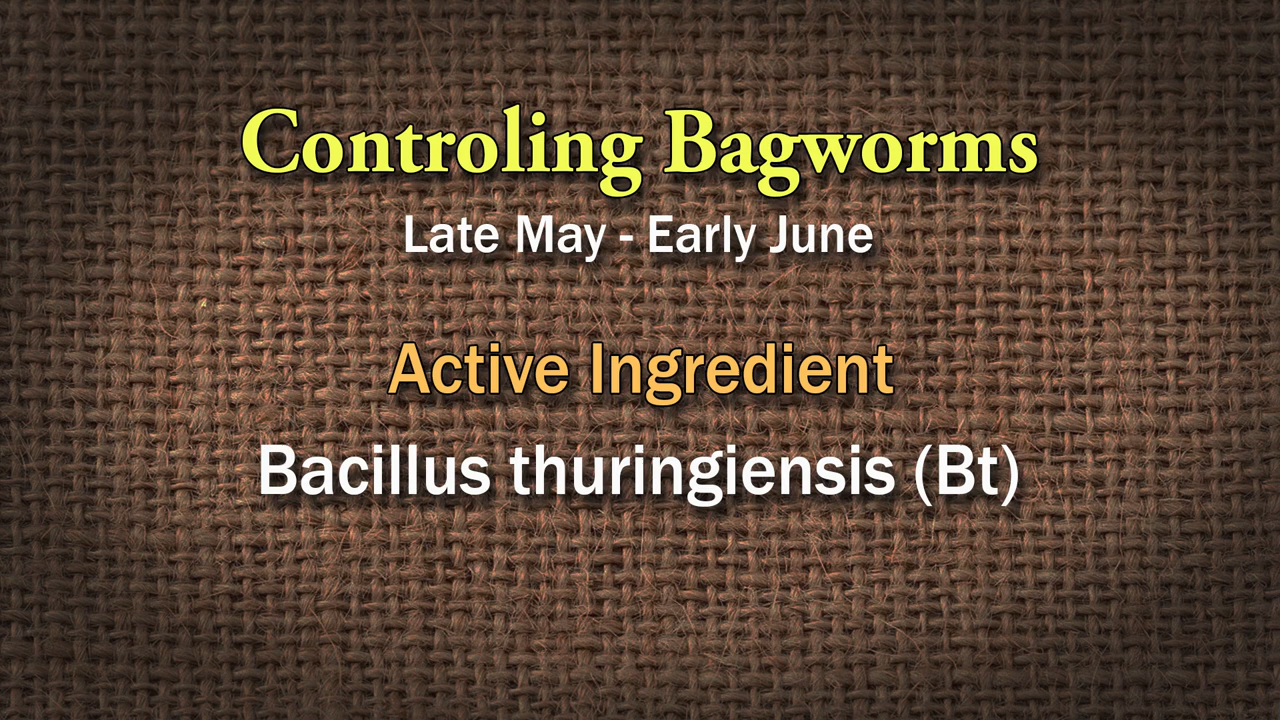 Controling Bagworms
Late May - Early June
Active Ingredient
Bacillus thuringiensis (Bt)